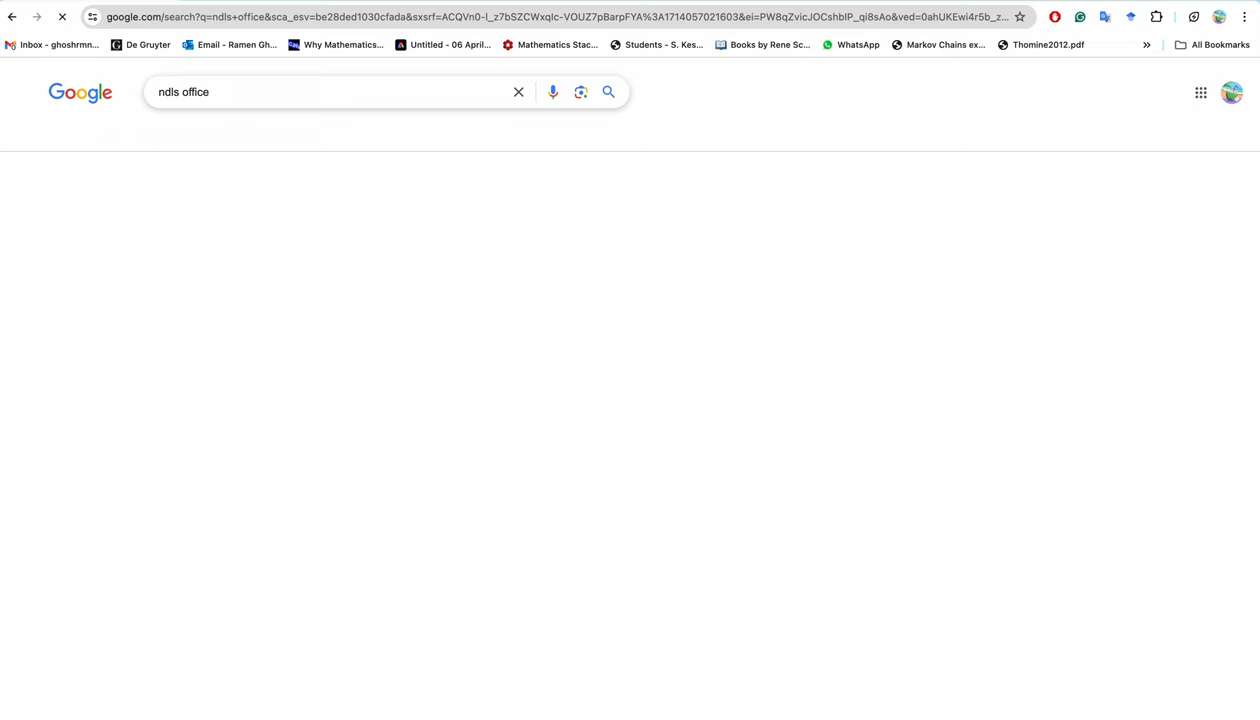 google.com/search?q=ndls+office&sca_esv=be28ded1030cfada&sxsrf=ACQVn0-l_z7bSZCWxqIc-VOUZ7pBarpFYA%3A1714057021603&ei=PW8qZvicJOCshbIP_qi8sAo&ved=0ahUKEwi4r5b_z...
Inbox - ghoshrmn... De Gruyter Email - Ramen Gh... Why Mathematics... Untitled - 06 April... Mathematics Stac... Students - S. Kes... Books by Rene Sc... WhatsApp Markov Chains ex... Thomine2012.pdf » All Bookmarks
Google ndls office